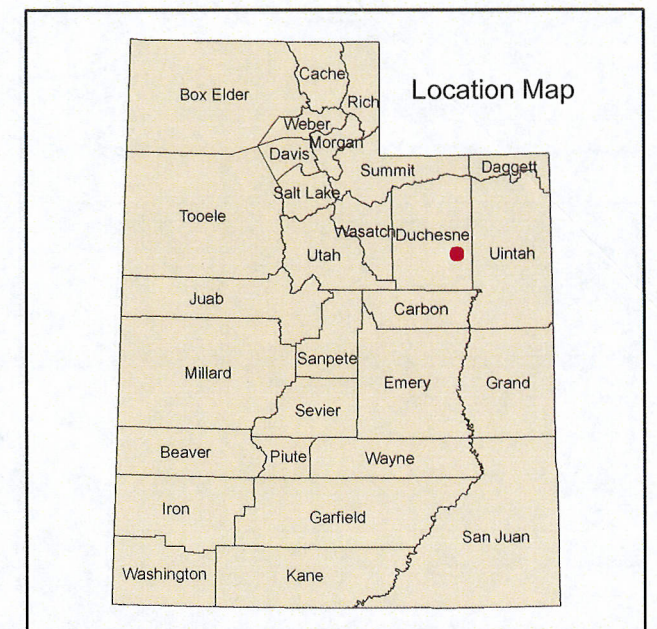 Location Map
Cache
Box Elder
Rich
Weber
Morgan
Davis
Summit
Daggett
Salt Lake
Tooele
Wasatch
Duchesne
Utah
Uintah
Juab
Carbon
Sanpete
Millard
Emery
Grand
Sevier
Beaver
Piute
Wayne
Iron
Garfield
San Juan
Washington
Kane